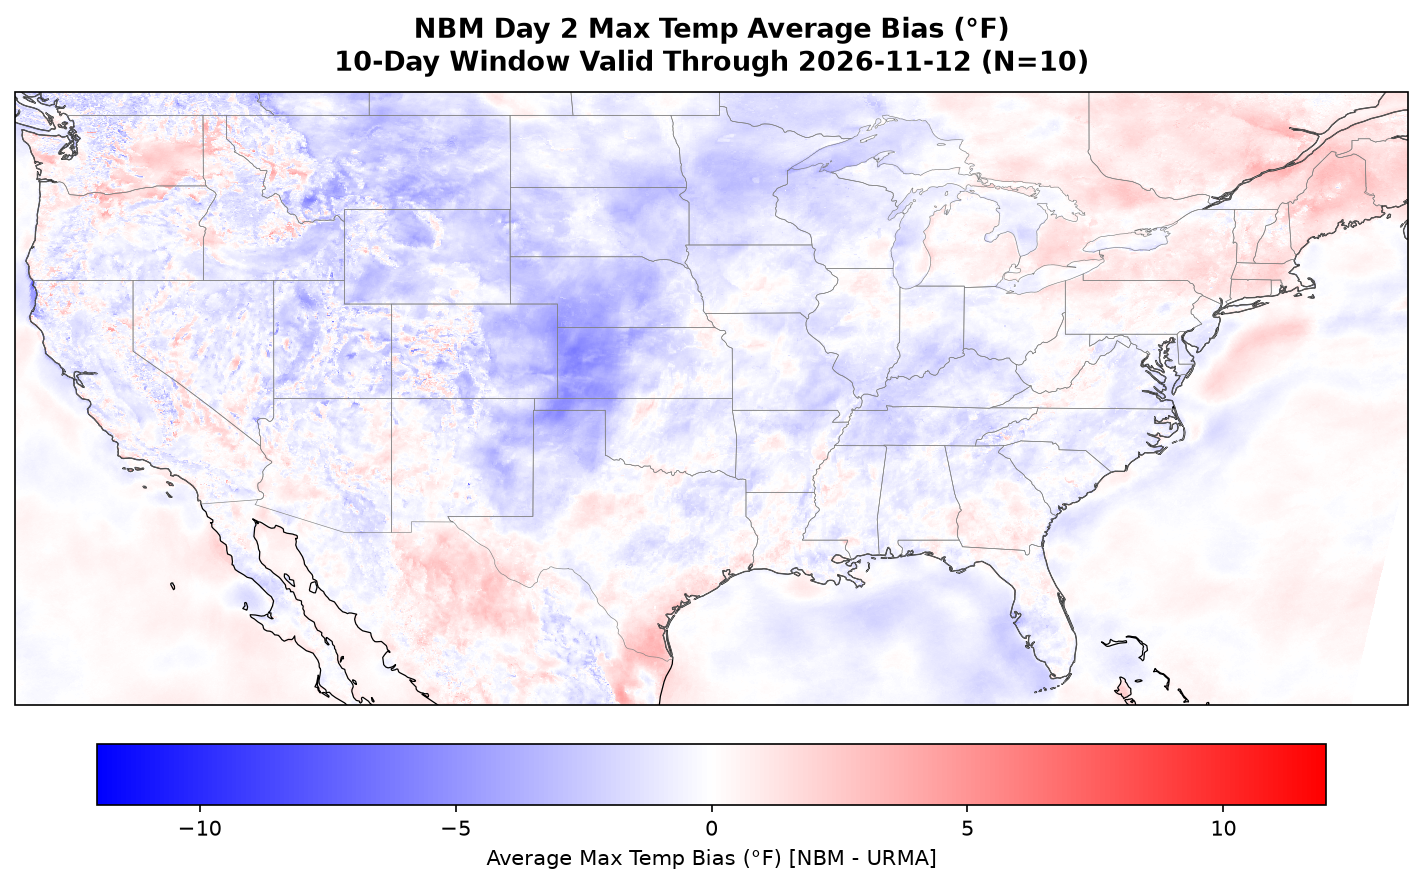 NBM Day 2 Max Temp Average Bias (°F)
10-Day Window Valid Through 2026-11-12 (N=10)
−10 −5 0 5 10
Average Max Temp Bias (°F) [NBM - URMA]